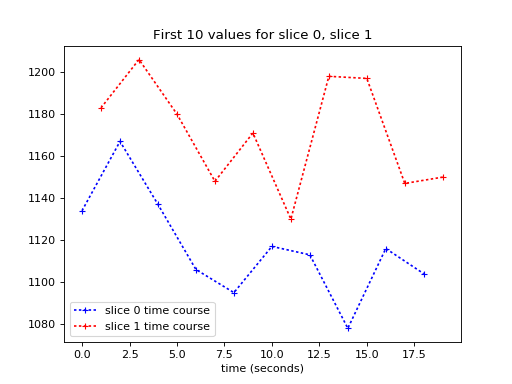 First 10 values for slice 0, slice 1
1200
1180
1160
1140
1120
1100
1080
slice 0 time course
slice 1 time course
0.0 2.5 5.0 7.5 10.0 12.5 15.0 17.5
time (seconds)